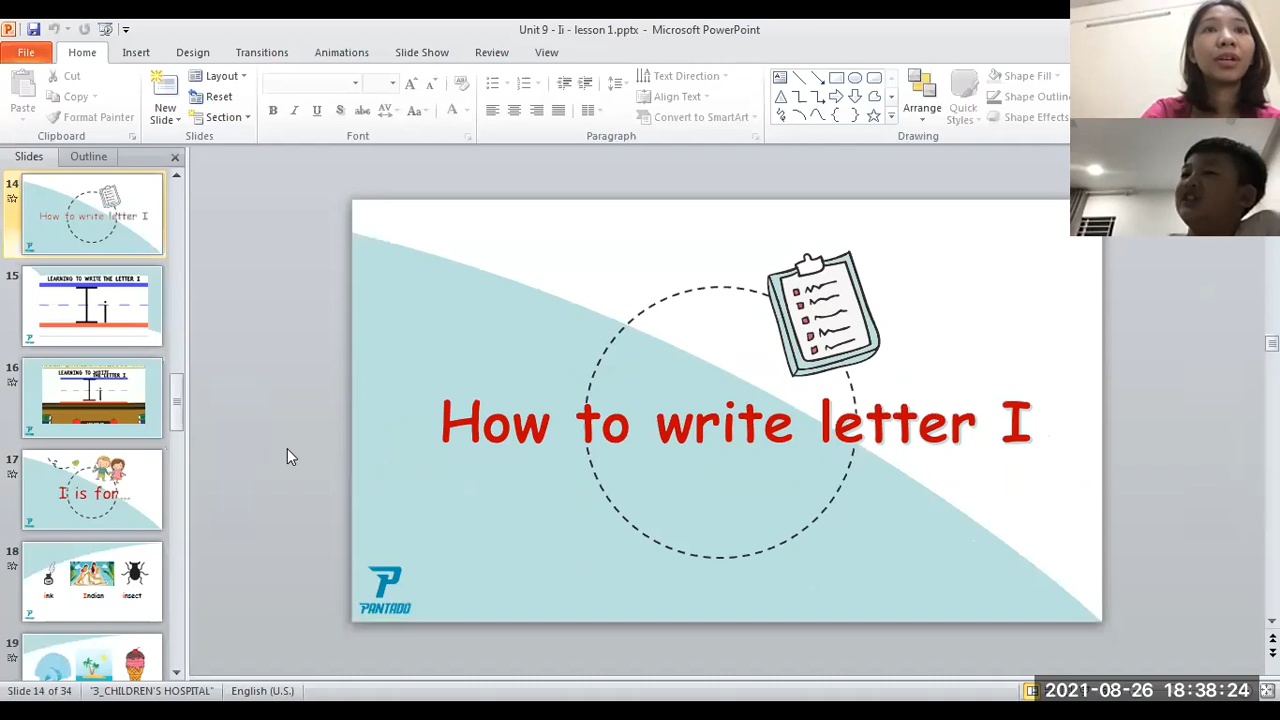 Unit 9 - Ii - lesson 1.pptx - Microsoft PowerPoint
File Home Insert Design Transitions Animations Slide Show Review View
Paste
Cut
Copy
Format Painter
Clipboard
New Slide
Layout
Reset
Section
Slides
B I U S abc AV Aa A
Font
Text Direction
Align Text
Convert to SmartArt
Paragraph
Arrange
Quick Styles
Shape Fill
Shape Outlin
Shape Effects
Drawing
Slides Outline
14
How to write letter I
15
LEARNING TO WRITE THE LETTER I
I i
16
I i
17
I is for...
18
ink Indian insect
19
How to write letter I
P
PANTADO
Slide 14 of 34 "3_CHILDREN'S HOSPITAL" English (U.S.)
2021-08-26 18:38:24